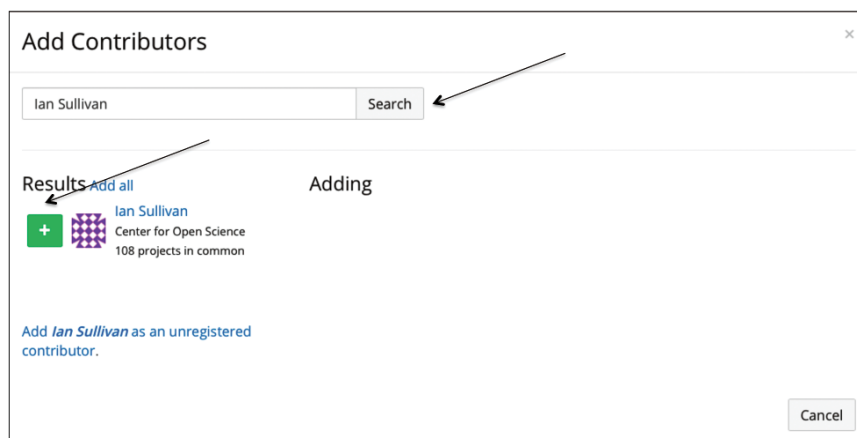 Add Contributors
×
Ian Sullivan
Search
Results Add all
Adding
+
Ian Sullivan
Center for Open Science
108 projects in common
Add Ian Sullivan as an unregistered
contributor.
Cancel